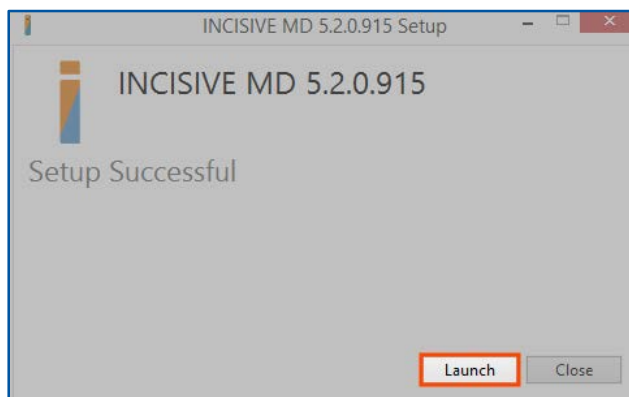 INCISIVE MD 5.2.0.915 Setup
INCISIVE MD 5.2.0.915
Setup Successful
Launch Close